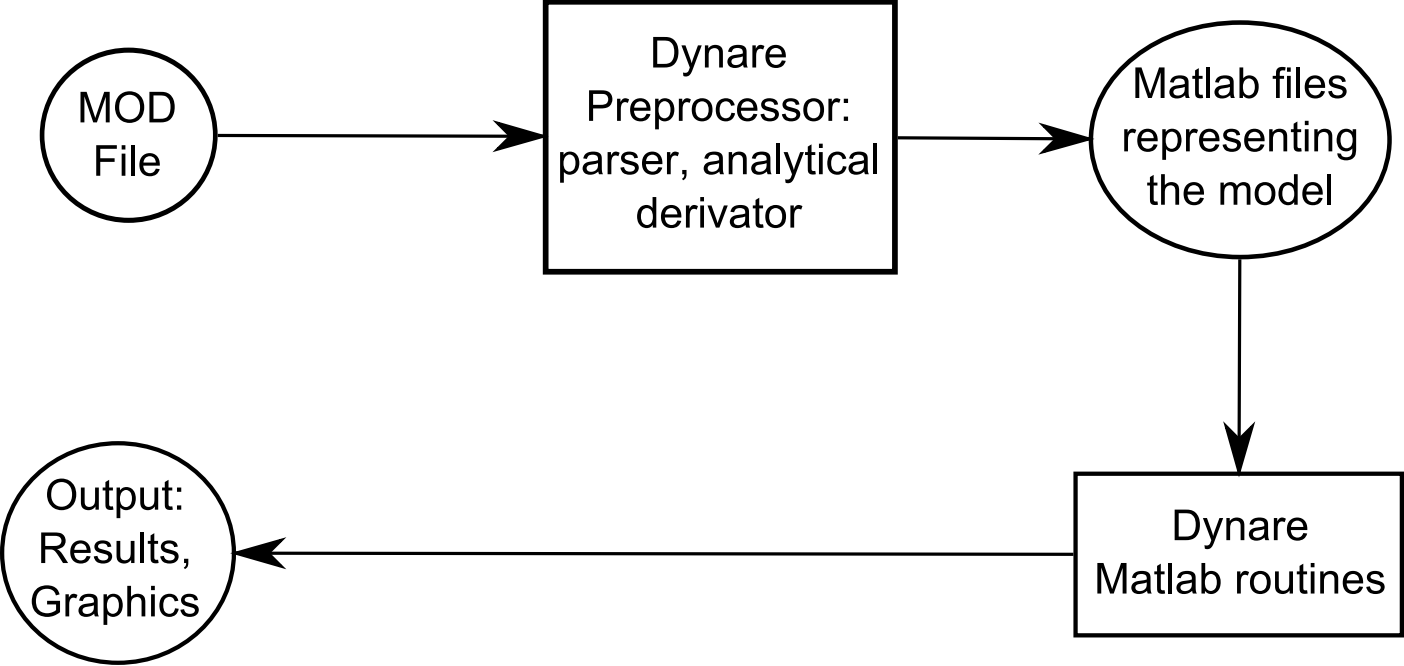 MOD
File
Dynare
Preprocessor:
parser, analytical
derivator
Matlab files
representing
the model
Dynare
Matlab routines
Output:
Results,
Graphics